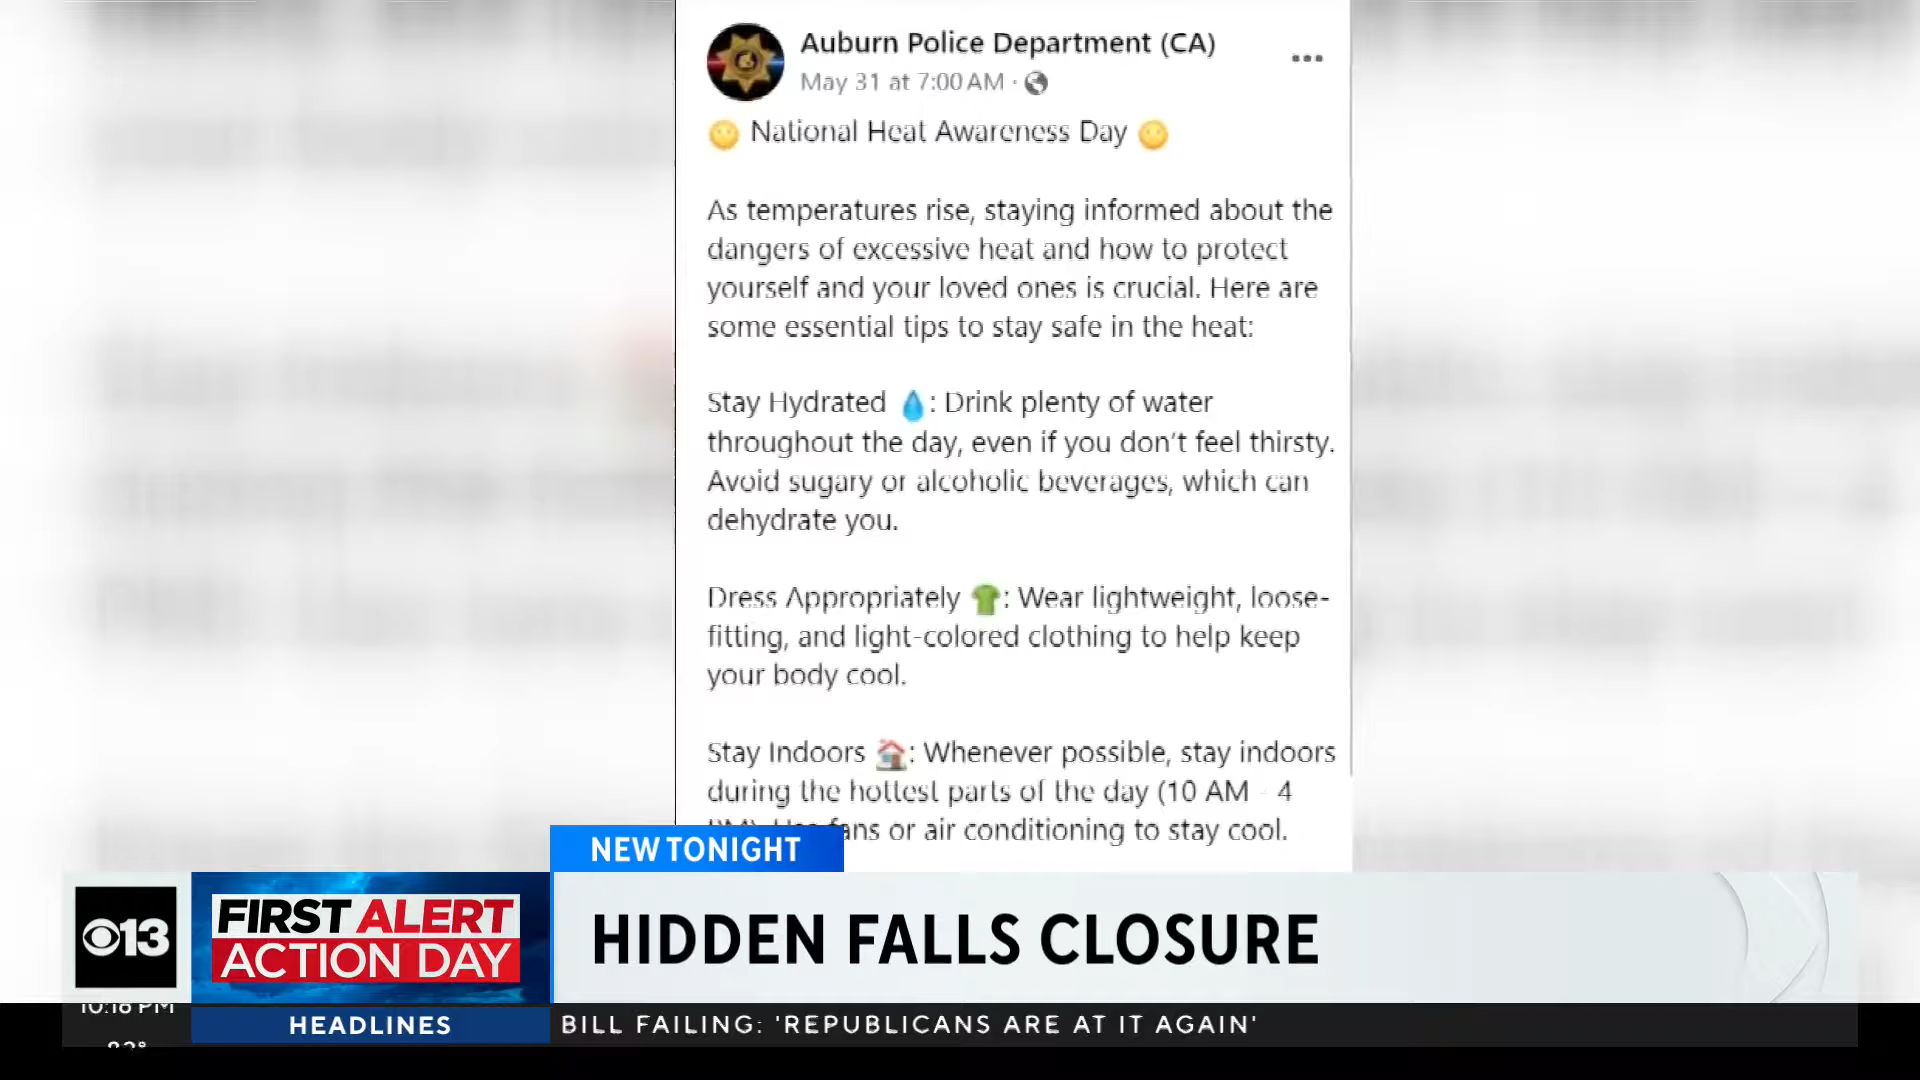 Auburn Police Department (CA)
May 31 at 7:00 AM ·
National Heat Awareness Day
As temperatures rise, staying informed about the
dangers of excessive heat and how to protect
yourself and your loved ones is crucial. Here are
some essential tips to stay safe in the heat:
Stay Hydrated 💧: Drink plenty of water
throughout the day, even if you don't feel thirsty.
Avoid sugary or alcoholic beverages, which can
dehydrate you.
Dress Appropriately 👕: Wear lightweight, loose-
fitting, and light-colored clothing to help keep
your body cool.
Stay Indoors 🏠: Whenever possible, stay indoors
during the hottest parts of the day (10 AM - 4
fans or air conditioning to stay cool.
NEW TONIGHT
13
FIRST ALERT
ACTION DAY
HIDDEN FALLS CLOSURE
10:18 PM
HEADLINES
BILL FAILING: 'REPUBLICANS ARE AT IT AGAIN'